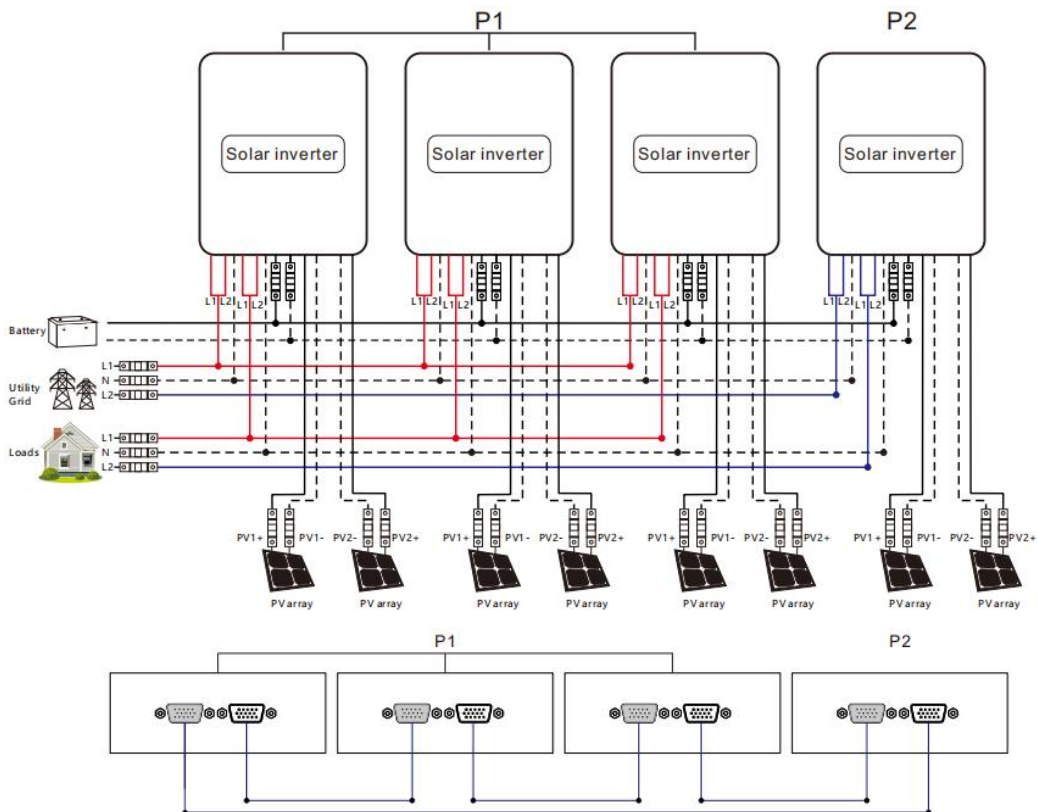 P1 P2
Solar inverter Solar inverter Solar inverter Solar inverter
L1 L2 L1 L2 L1 L2 L1 L2 L1 L2 L1 L2 L1 L2 L1 L2
Battery
L1
Utility Grid N
L2
L1
Loads N
L2
PV1+ PV1- PV2- PV2+ PV1+ PV1- PV2- PV2+ PV1+ PV1- PV2- PV2+ PV1+ PV1- PV2- PV2+
PV array PV array PV array PV array PV array PV array PV array PV array
P1 P2